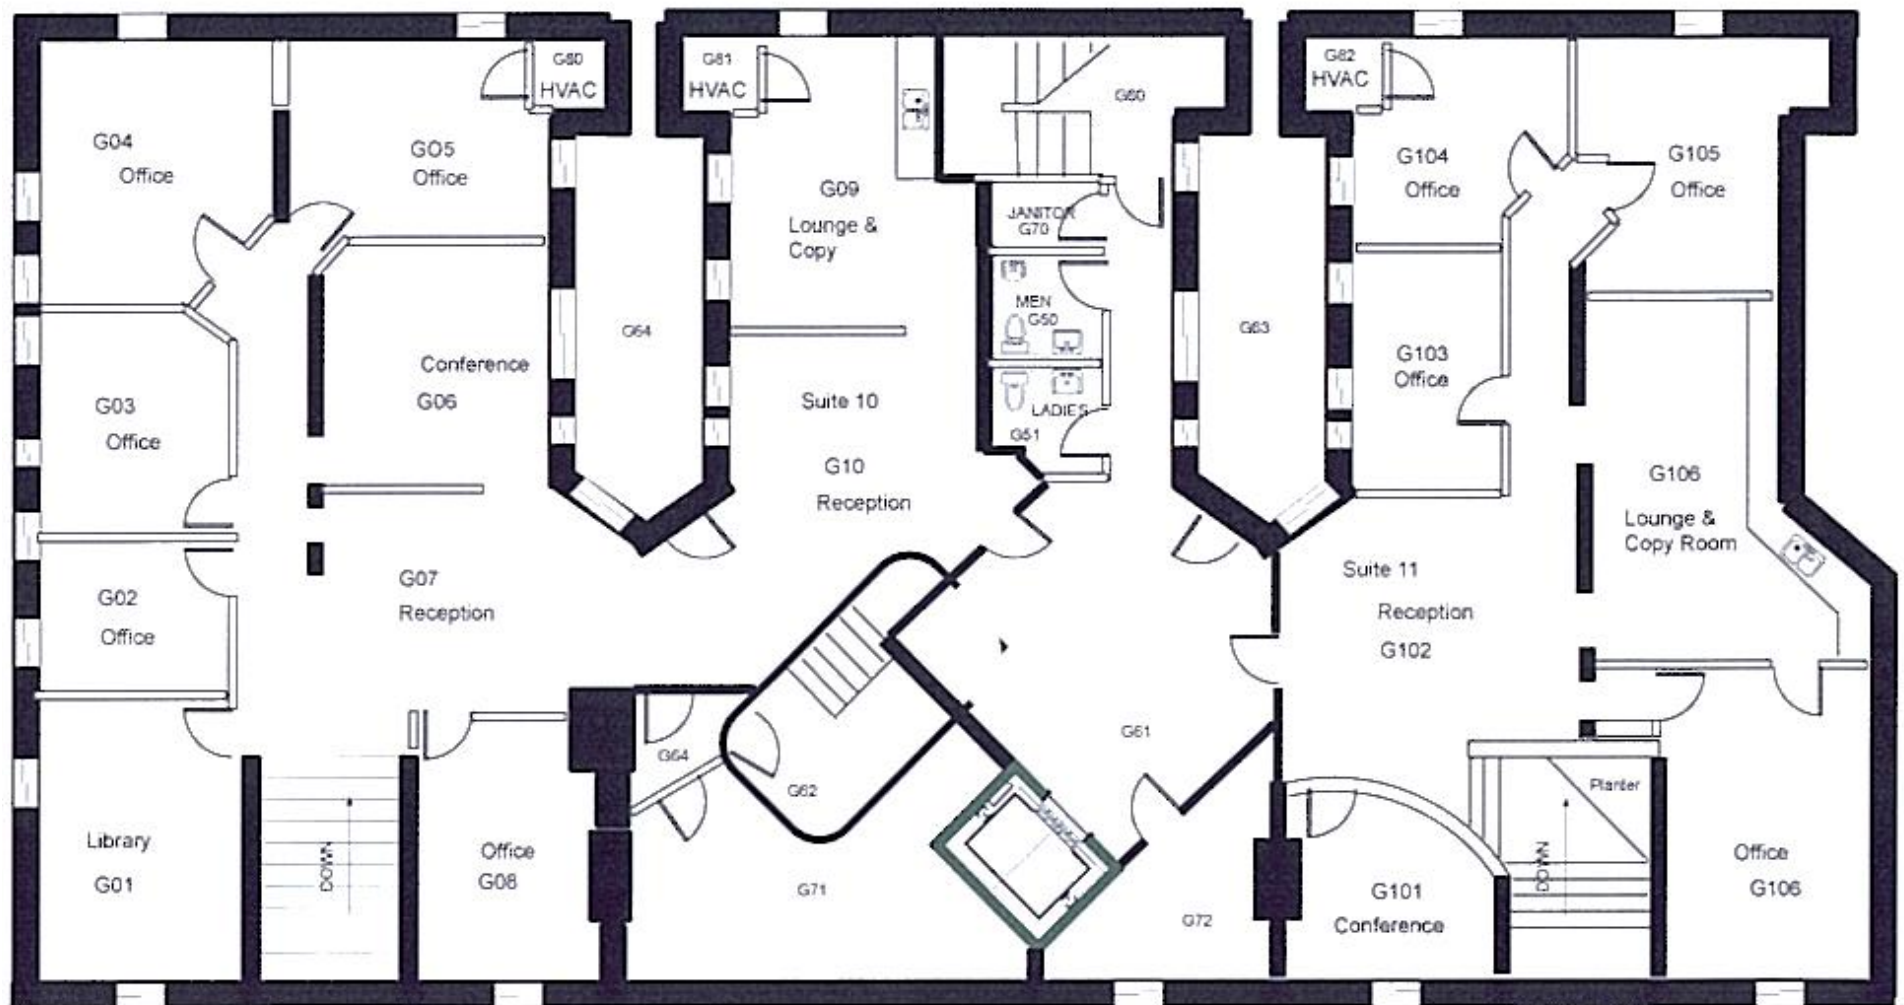 G04
Office
GO5
Office
G80
HVAC
G81
HVAC
G09
Lounge &
Copy
G60
JANITOR
G70
MEN
G50
LADIES
G51
G82
HVAC
G104
Office
G105
Office
G03
Office
Conference
G06
G64
Suite 10
G10
Reception
G63
G103
Office
G106
Lounge &
Copy Room
G02
Office
G07
Reception
Suite 11
Reception
G102
G64
G62
G61
Planter
Library
G01
DOWN
Office
G08
G71
G72
G101
Conference
DOWN
Office
G106